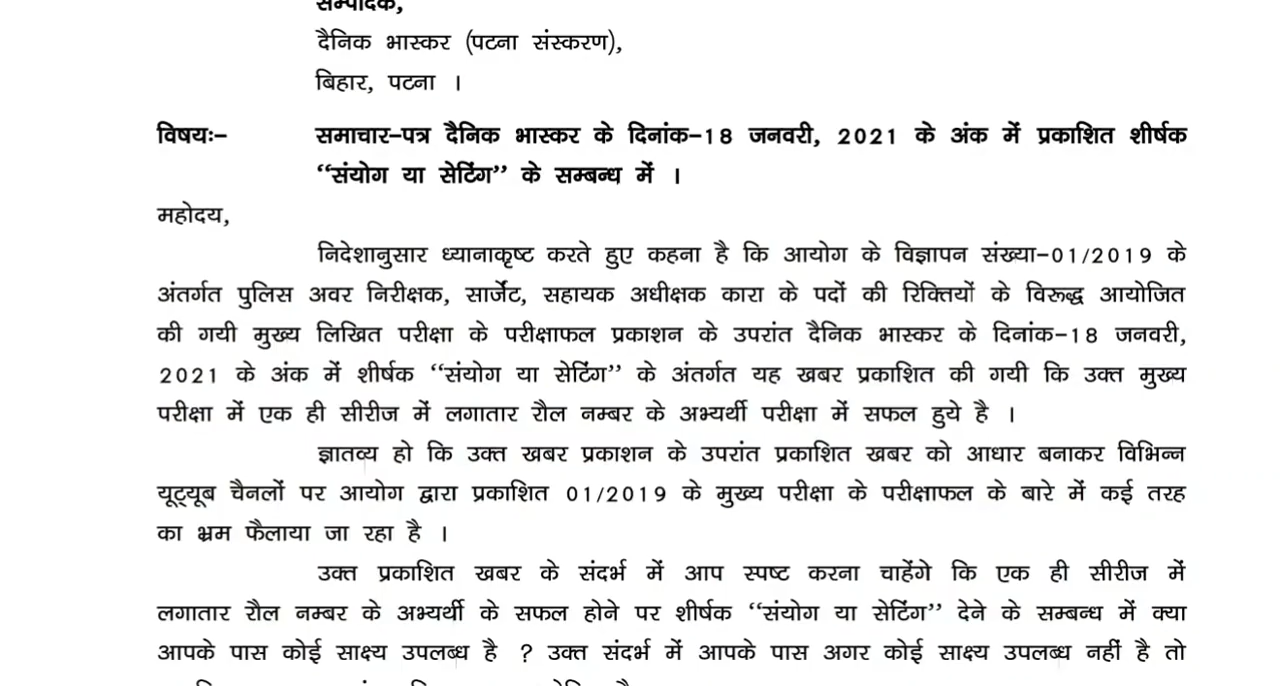 सम्पादक,
दैनिक भास्कर (पटना संस्करण),
बिहार, पटना ।
विषयः– समाचार–पत्र दैनिक भास्कर के दिनांक–18 जनवरी, 2021 के अंक में प्रकाशित शीर्षक
“संयोग या सेटिंग” के सम्बन्ध में ।
महोदय,
निदेशानुसार ध्यानाकृष्ट करते हुए कहना है कि आयोग के विज्ञापन संख्या–01/2019 के
अंतर्गत पुलिस अवर निरीक्षक, सार्जेंट, सहायक अधीक्षक कारा के पदों की रिक्तियों के विरूद्ध आयोजित
की गयी मुख्य लिखित परीक्षा के परीक्षाफल प्रकाशन के उपरांत दैनिक भास्कर के दिनांक–18 जनवरी,
2021 के अंक में शीर्षक “संयोग या सेटिंग” के अंतर्गत यह खबर प्रकाशित की गयी कि उक्त मुख्य
परीक्षा में एक ही सीरीज में लगातार रौल नम्बर के अभ्यर्थी परीक्षा में सफल हुये है ।
ज्ञातव्य हो कि उक्त खबर प्रकाशन के उपरांत प्रकाशित खबर को आधार बनाकर विभिन्न
यूट्यूब चैनलों पर आयोग द्वारा प्रकाशित 01/2019 के मुख्य परीक्षा के परीक्षाफल के बारे में कई तरह
का भ्रम फैलाया जा रहा है ।
उक्त प्रकाशित खबर के संदर्भ में आप स्पष्ट करना चाहेंगे कि एक ही सीरीज में
लगातार रौल नम्बर के अभ्यर्थी के सफल होने पर शीर्षक “संयोग या सेटिंग” देने के सम्बन्ध में क्या
आपके पास कोई साक्ष्य उपलब्ध है ? उक्त संदर्भ में आपके पास अगर कोई साक्ष्य उपलब्ध नहीं है तो